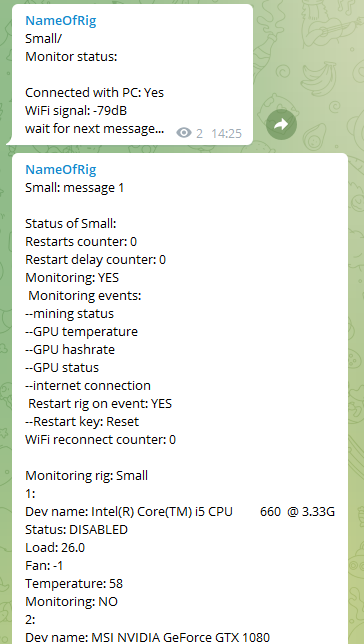 NameOfRig
Small/
Monitor status:
Connected with PC: Yes
WiFi signal: -79dB
wait for next message...
2 14:25
NameOfRig
Small: message 1
Status of Small:
Restarts counter: 0
Restart delay counter: 0
Monitoring: YES
Monitoring events:
--mining status
--GPU temperature
--GPU hashrate
--GPU status
--internet connection
Restart rig on event: YES
--Restart key: Reset
WiFi reconnect counter: 0
Monitoring rig: Small
1:
Dev name: Intel(R) Core(TM) i5 CPU 660 @ 3.33G
Status: DISABLED
Load: 26.0
Fan: -1
Temperature: 58
Monitoring: NO
2:
Dev name: MSI NVIDIA GeForce GTX 1080